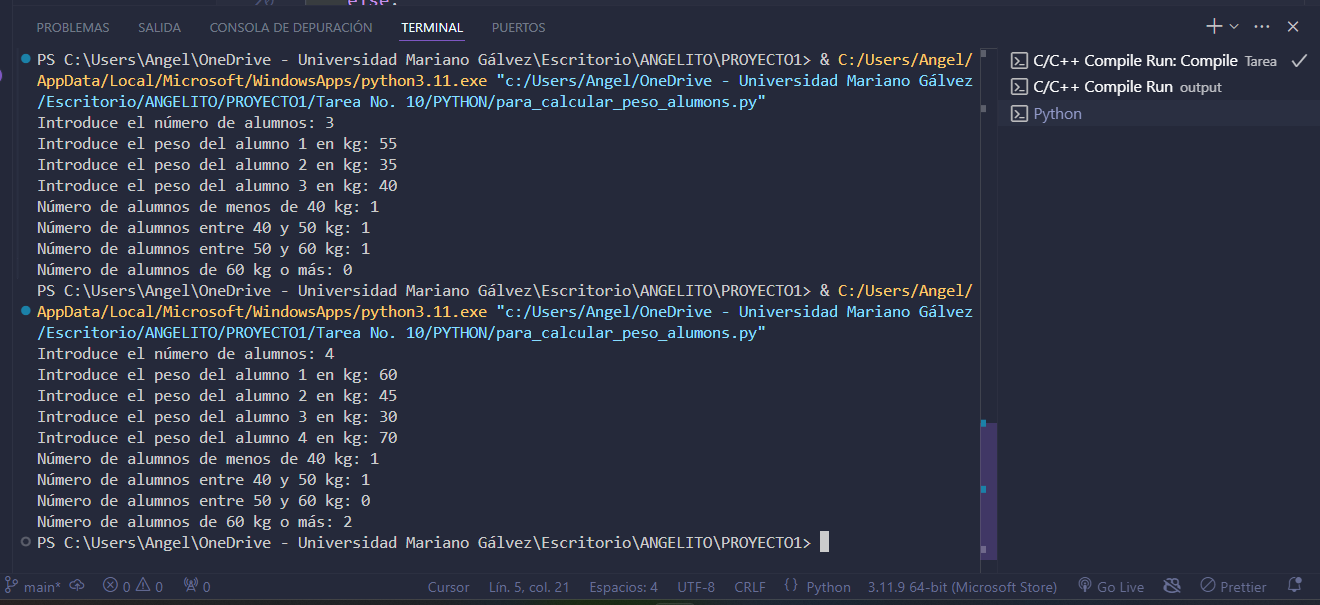 else:
PROBLEMAS SALIDA CONSOLA DE DEPURACIÓN TERMINAL PUERTOS
PS C:\Users\Angel\OneDrive - Universidad Mariano Gálvez\Escritorio\ANGELITO\PROYECTO1> & C:/Users/Angel/
AppData/Local/Microsoft/WindowsApps/python3.11.exe "c:/Users/Angel/OneDrive - Universidad Mariano Gálvez
/Escritorio/ANGELITO/PROYECTO1/Tarea No. 10/PYTHON/para_calcular_peso_alumons.py"
Introduce el número de alumnos: 3
Introduce el peso del alumno 1 en kg: 55
Introduce el peso del alumno 2 en kg: 35
Introduce el peso del alumno 3 en kg: 40
Número de alumnos de menos de 40 kg: 1
Número de alumnos entre 40 y 50 kg: 1
Número de alumnos entre 50 y 60 kg: 1
Número de alumnos de 60 kg o más: 0
PS C:\Users\Angel\OneDrive - Universidad Mariano Gálvez\Escritorio\ANGELITO\PROYECTO1> & C:/Users/Angel/
AppData/Local/Microsoft/WindowsApps/python3.11.exe "c:/Users/Angel/OneDrive - Universidad Mariano Gálvez
/Escritorio/ANGELITO/PROYECTO1/Tarea No. 10/PYTHON/para_calcular_peso_alumons.py"
Introduce el número de alumnos: 4
Introduce el peso del alumno 1 en kg: 60
Introduce el peso del alumno 2 en kg: 45
Introduce el peso del alumno 3 en kg: 30
Introduce el peso del alumno 4 en kg: 70
Número de alumnos de menos de 40 kg: 1
Número de alumnos entre 40 y 50 kg: 1
Número de alumnos entre 50 y 60 kg: 0
Número de alumnos de 60 kg o más: 2
PS C:\Users\Angel\OneDrive - Universidad Mariano Gálvez\Escritorio\ANGELITO\PROYECTO1>
C/C++ Compile Run: Compile Tarea
C/C++ Compile Run output
Python
main* 0 0 0 Cursor Lín. 5, col. 21 Espacios: 4 UTF-8 CRLF {} Python 3.11.9 64-bit (Microsoft Store) Go Live Prettier